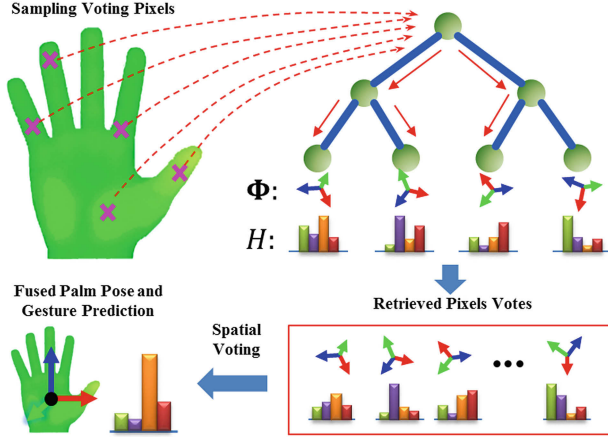 Sampling Voting Pixels
Φ:
H:
Retrieved Pixels Votes
Fused Palm Pose and
Gesture Prediction
Spatial
Voting